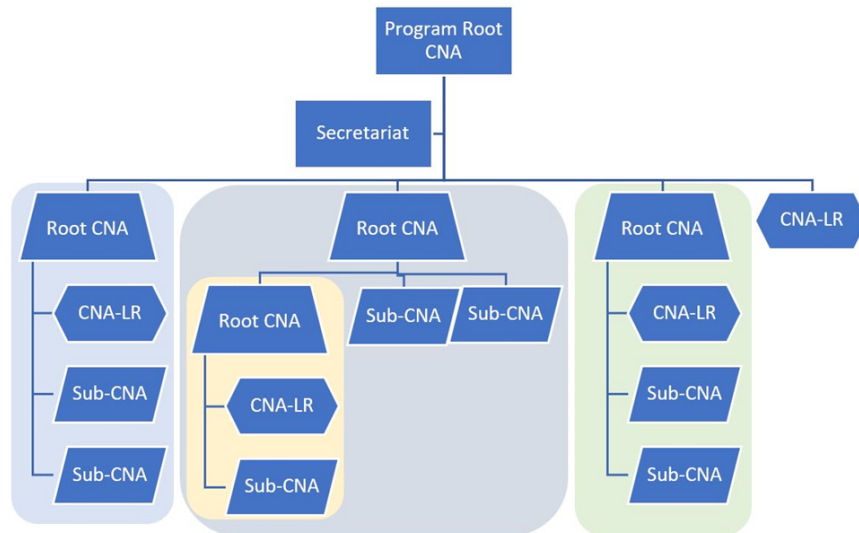 Program Root
CNA
Secretariat
Root CNA
Root CNA
Root CNA
CNA-LR
CNA-LR
Sub-CNA
Sub-CNA
Root CNA
Sub-CNA
Sub-CNA
CNA-LR
Sub-CNA
CNA-LR
Sub-CNA
Sub-CNA